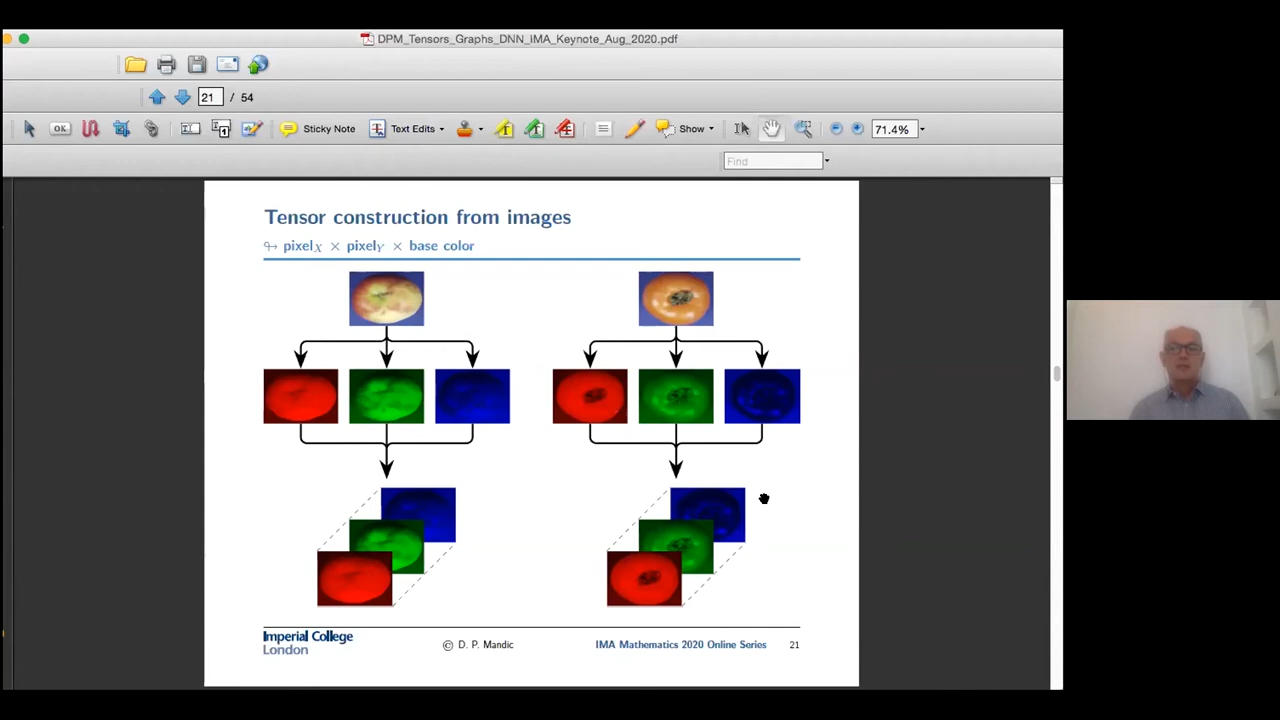 DPM_Tensors_Graphs_DNN_IMA_Keynote_Aug_2020.pdf
21 / 54
OK Sticky Note Text Edits Show 71.4%
Find
Tensor construction from images
↬ pixelX × pixelY × base color
Imperial College
London
© D. P. Mandic
IMA Mathematics 2020 Online Series 21